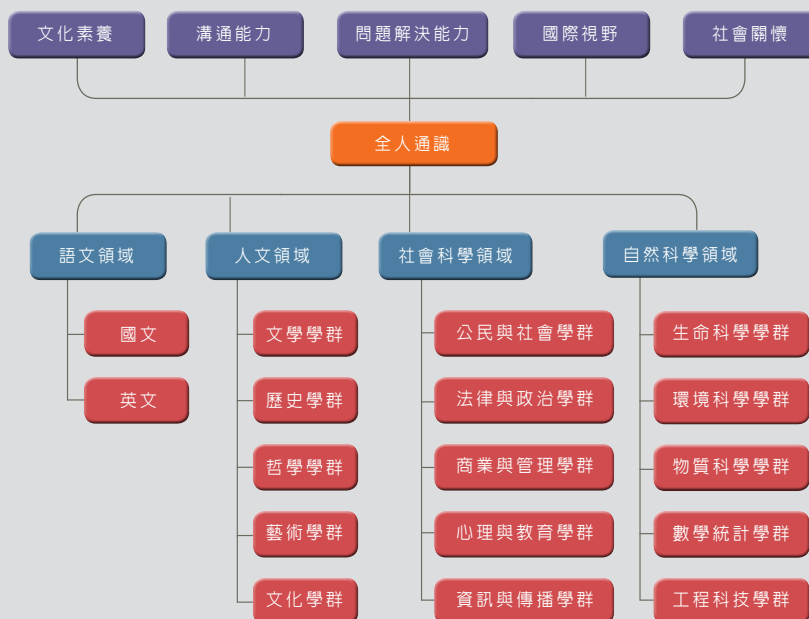 文化素養
溝通能力
問題解決能力
國際視野
社會關懷
全人通識
語文領域
國文
英文
人文領域
文學學群
歷史學群
哲學學群
藝術學群
文化學群
社會科學領域
公民與社會學群
法律與政治學群
商業與管理學群
心理與教育學群
資訊與傳播學群
自然科學領域
生命科學學群
環境科學學群
物質科學學群
數學統計學群
工程科技學群